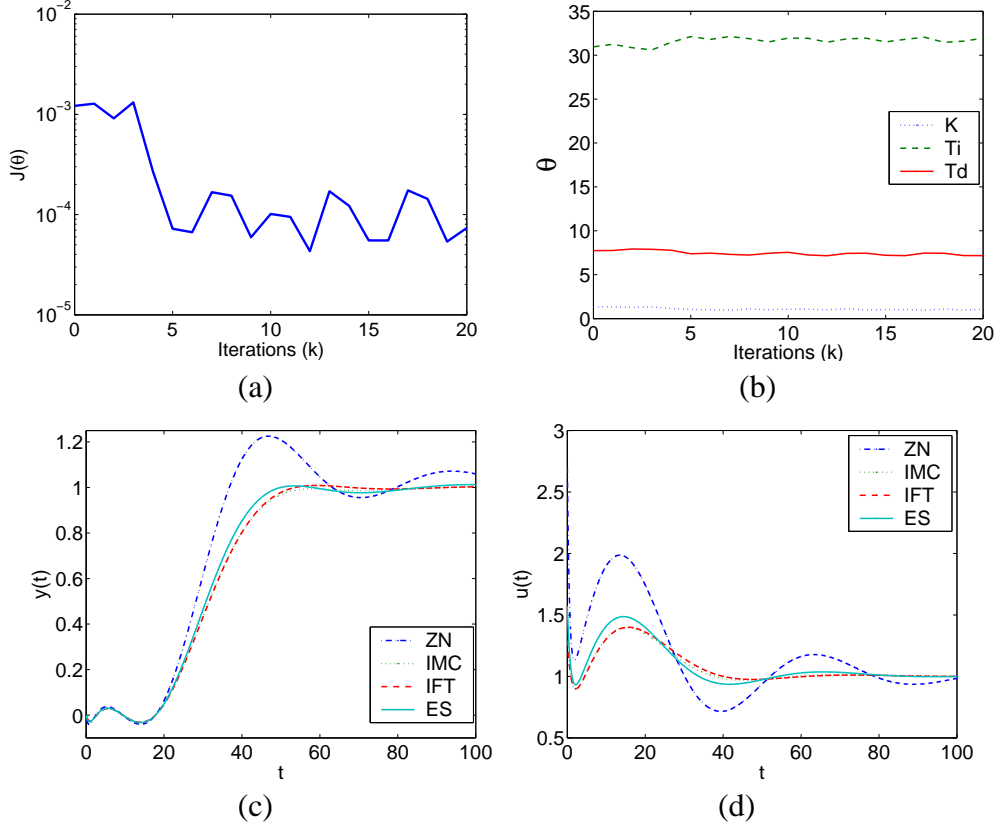 10−2
10−3
10−4
10−5
J(θ)
0 5 10 15 20
Iterations (k)
(a)
35
30
25
20
15
10
5
0
θ
K
Ti
Td
0 5 10 15 20
Iterations (k)
(b)
1.2
1
0.8
0.6
0.4
0.2
0
y(t)
ZN
IMC
IFT
ES
0 20 40 60 80 100
t
(c)
3
2.5
2
1.5
1
0.5
u(t)
ZN
IMC
IFT
ES
0 20 40 60 80 100
t
(d)